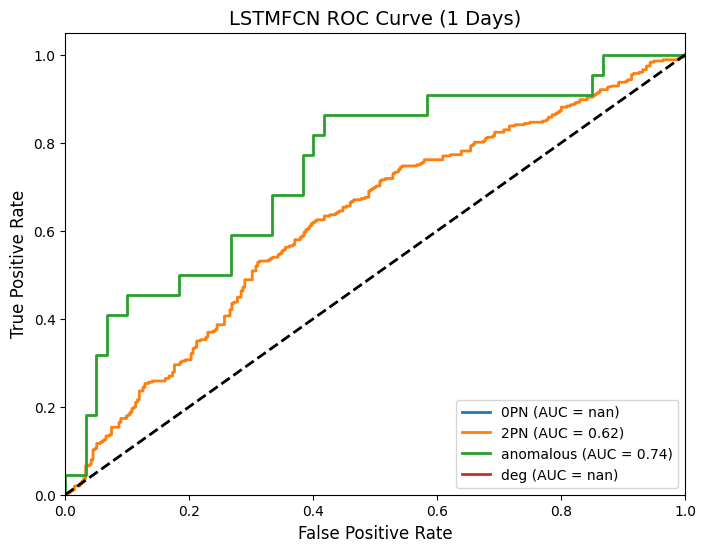 LSTMFCN ROC Curve (1 Days)
True Positive Rate
1.0
0.8
0.6
0.4
0.2
0.0
0PN (AUC = nan)
2PN (AUC = 0.62)
anomalous (AUC = 0.74)
deg (AUC = nan)
0.0 0.2 0.4 0.6 0.8 1.0
False Positive Rate